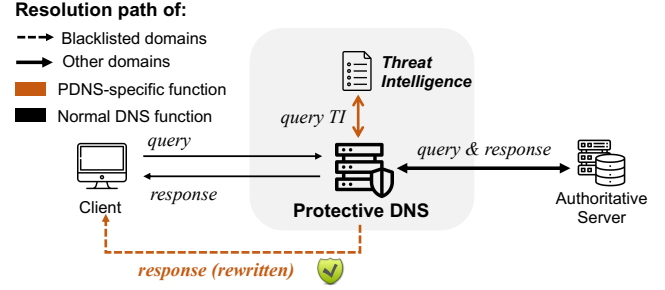 Resolution path of:
Blacklisted domains
Other domains
PDNS-specific function
Normal DNS function
Threat
Intelligence
query TI
query
response
query & response
Client
Protective DNS
Authoritative
Server
response (rewritten)